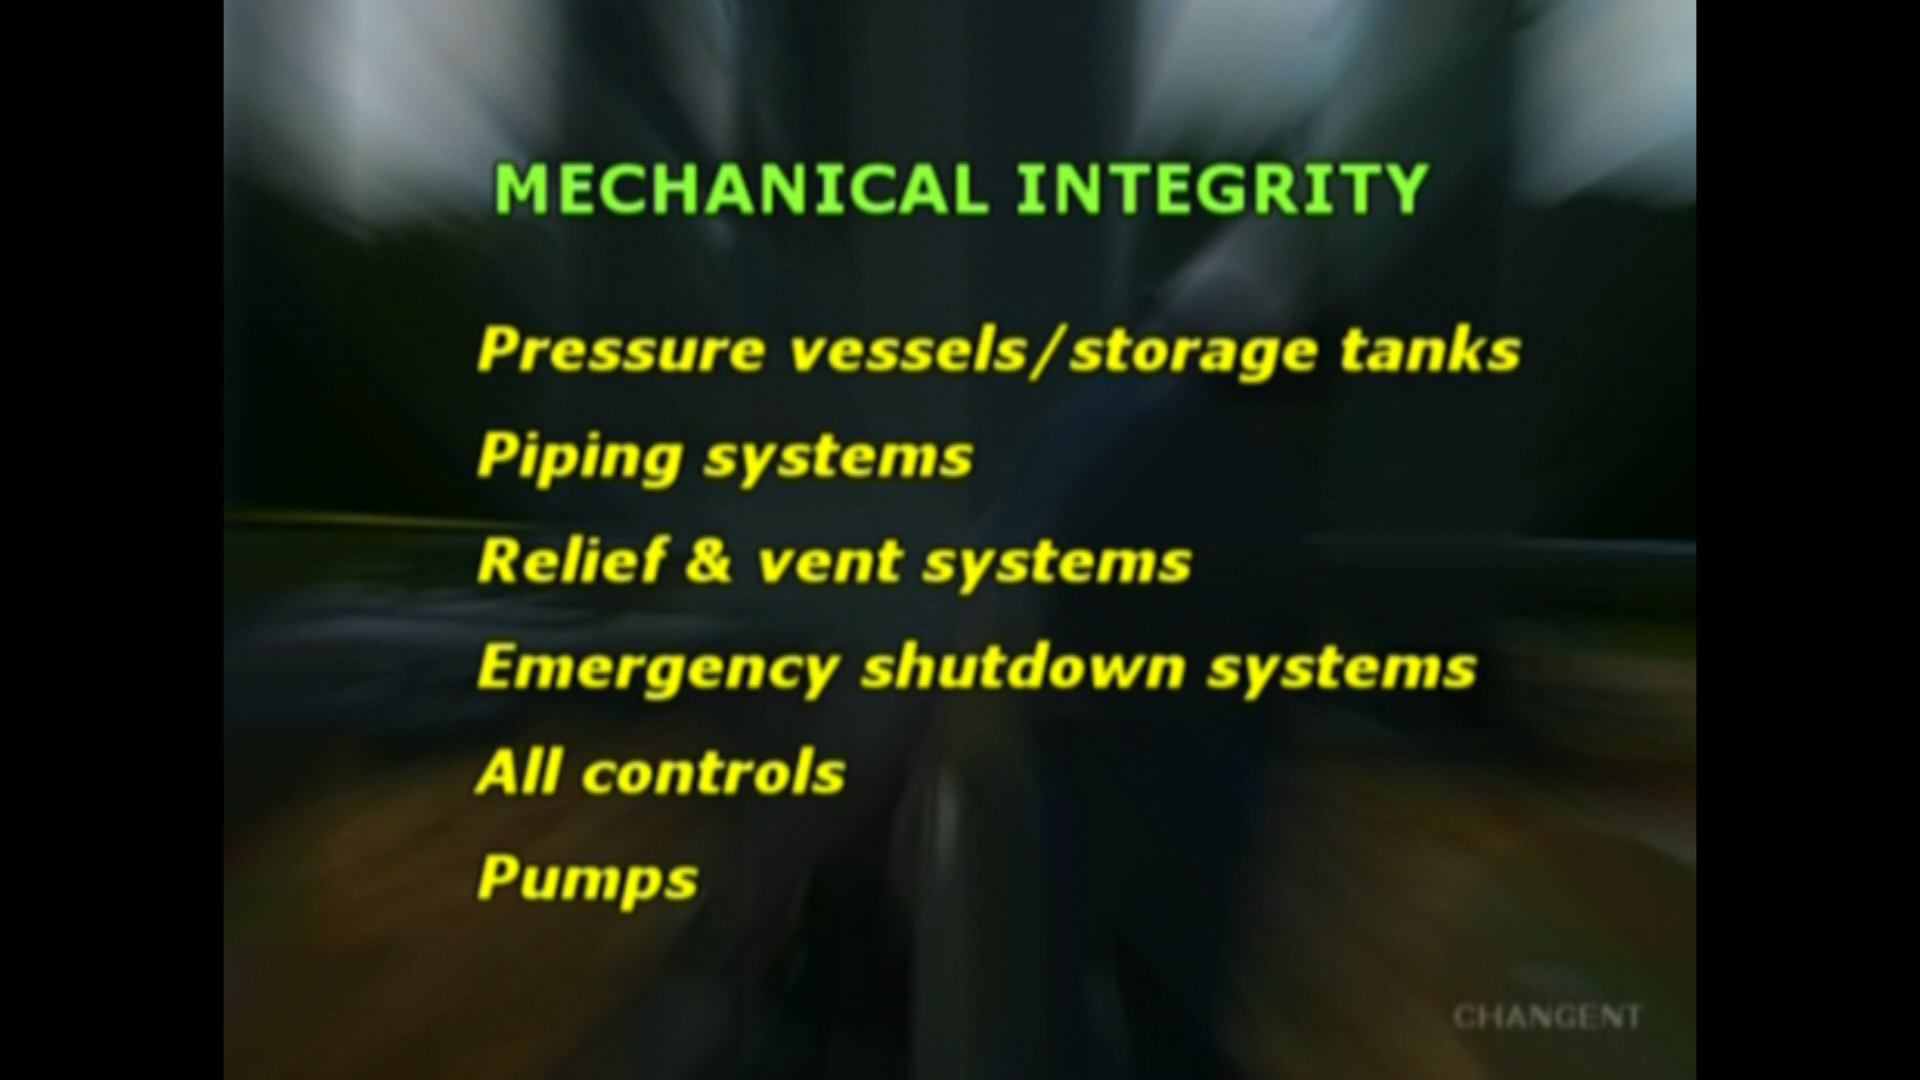 MECHANICAL INTEGRITY
Pressure vessels/storage tanks
Piping systems
Relief & vent systems
Emergency shutdown systems
All controls
Pumps
CHANGENT